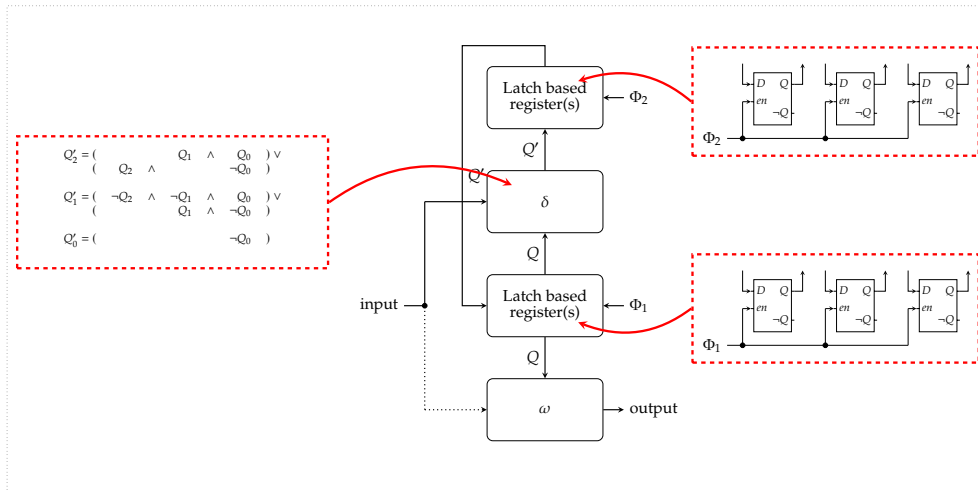 Latch based
register(s)
Φ₂
Q′
Q′
δ
Q
input
Latch based
register(s)
Φ₁
Q
ω
output
Q′₂ = ( Q₁ ∧ Q₀ ) ∨
( Q₂ ∧ ¬Q₀ )
Q′₁ = ( ¬Q₂ ∧ ¬Q₁ ∧ Q₀ ) ∨
( Q₁ ∧ ¬Q₀ )
Q′₀ = ( ¬Q₀ )
D Q D Q D Q
en en en
¬Q ¬Q ¬Q
Φ₂
D Q D Q D Q
en en en
¬Q ¬Q ¬Q
Φ₁